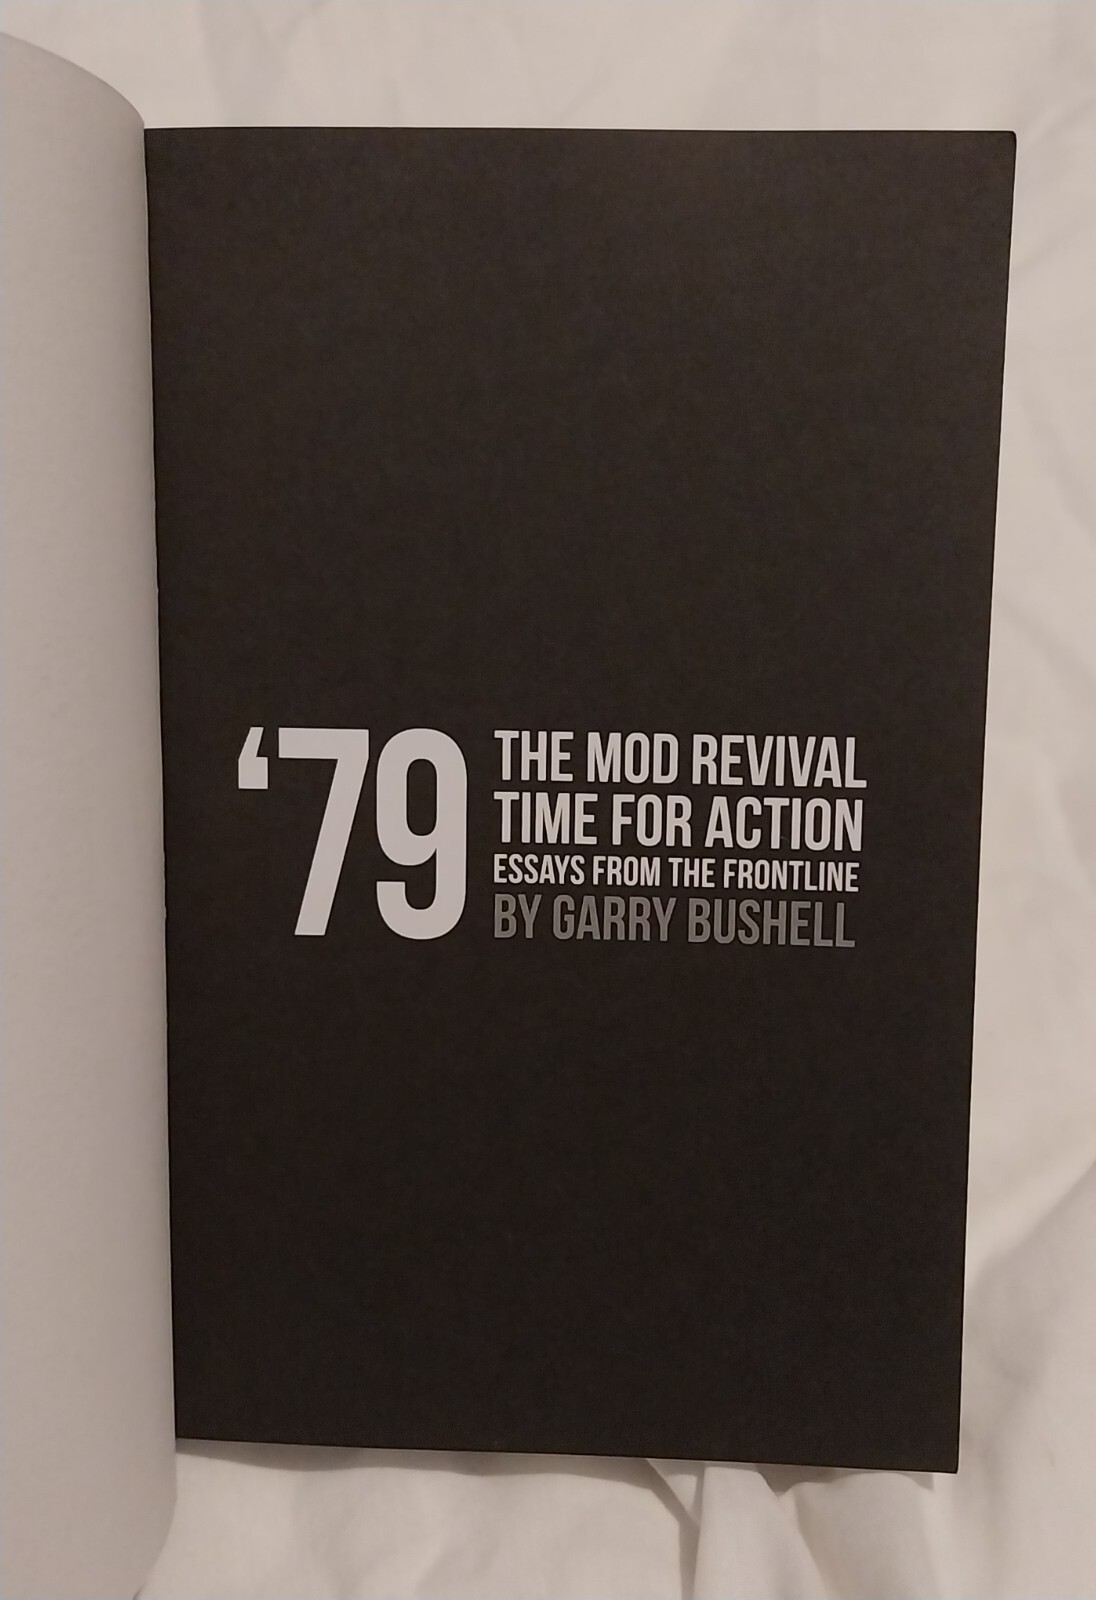 ‘79
THE MOD REVIVAL
TIME FOR ACTION
ESSAYS FROM THE FRONTLINE
BY GARRY BUSHELL